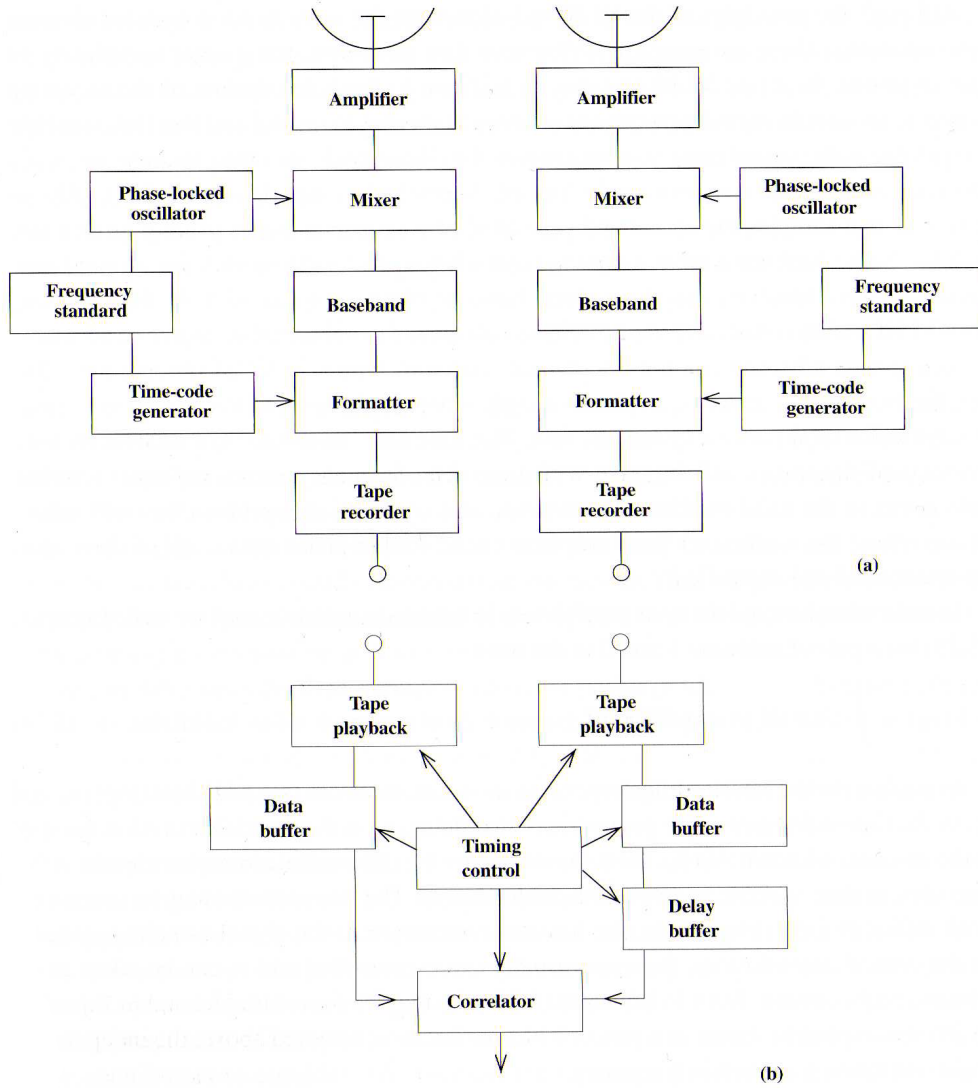 Amplifier
Amplifier
Phase-locked
oscillator
Mixer
Mixer
Phase-locked
oscillator
Frequency
standard
Baseband
Baseband
Frequency
standard
Time-code
generator
Formatter
Formatter
Time-code
generator
Tape
recorder
Tape
recorder
(a)
Tape
playback
Tape
playback
Data
buffer
Timing
control
Data
buffer
Delay
buffer
Correlator
(b)